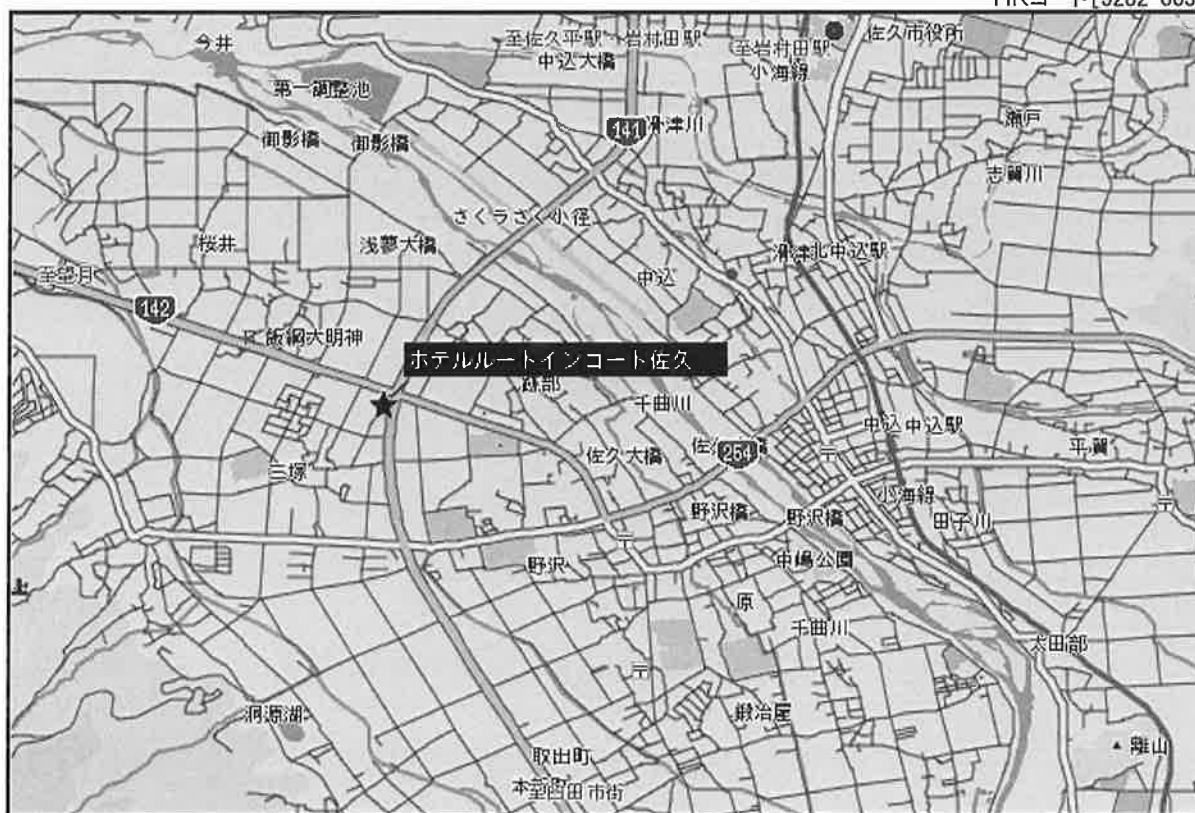 今井
至佐久平駅・岩村田駅
中込大橋
至岩村田駅
小海線
佐久市役所
第一調整池
御影橋
御影橋
141
滑津川
瀬戸
志賀川
さくラさく小径
桜井
浅蓼大橋
中込
滑津
北中込駅
至望月
142
飯綱大明神
ホテルルートインコート佐久
跡部
千曲川
中込
中込駅
三塚
佐久大橋
254
平賀
小海線
野沢橋
野沢橋
田子川
野沢
中嶋公園
原
千曲川
太田部
洞源湖
鍛冶屋
離山
取出町
至臼田市街